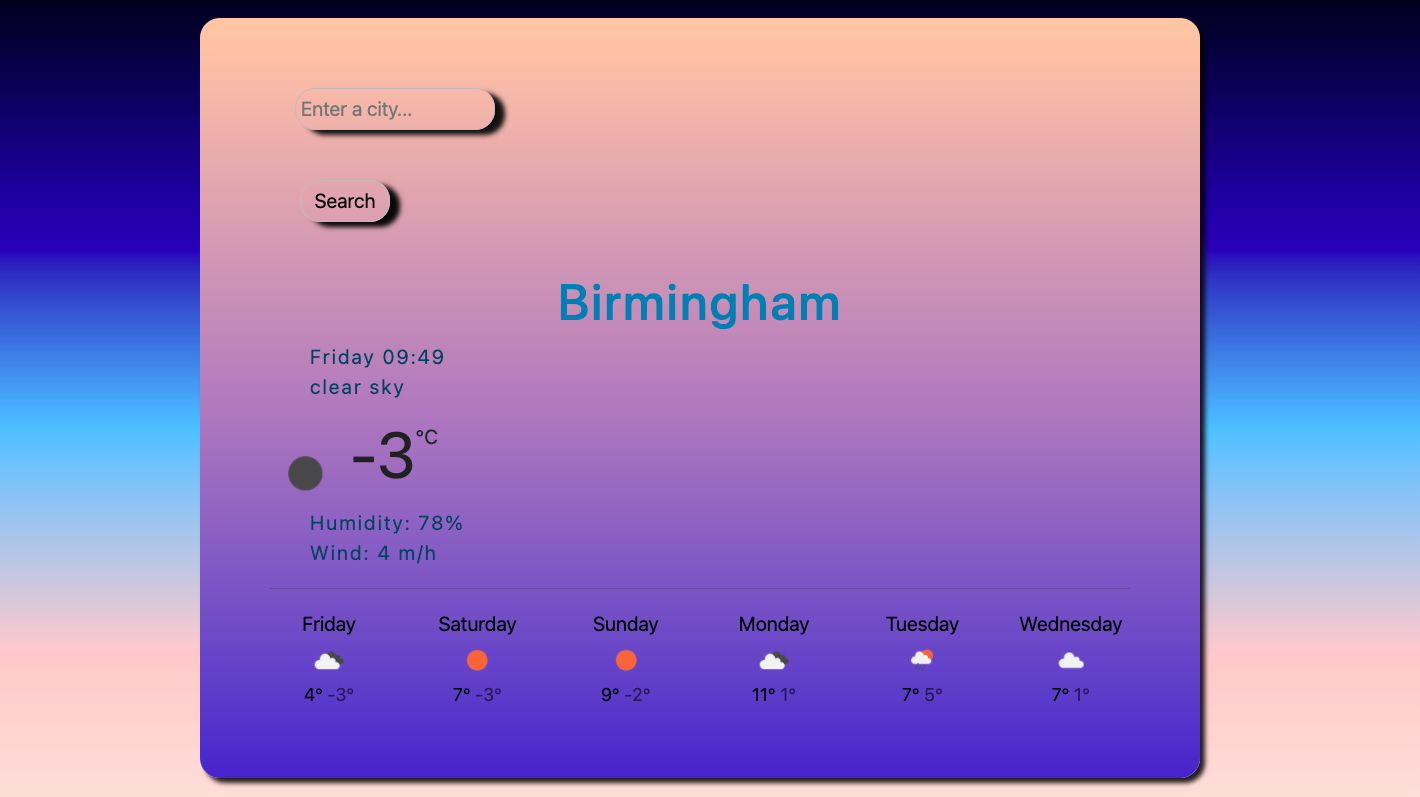 Enter a city...
Search
Birmingham
Friday 09:49
clear sky
-3°C
Humidity: 78%
Wind: 4 m/h
Friday Saturday Sunday Monday Tuesday Wednesday
4° -3° 7° -3° 9° -2° 11° 1° 7° 5° 7° 1°